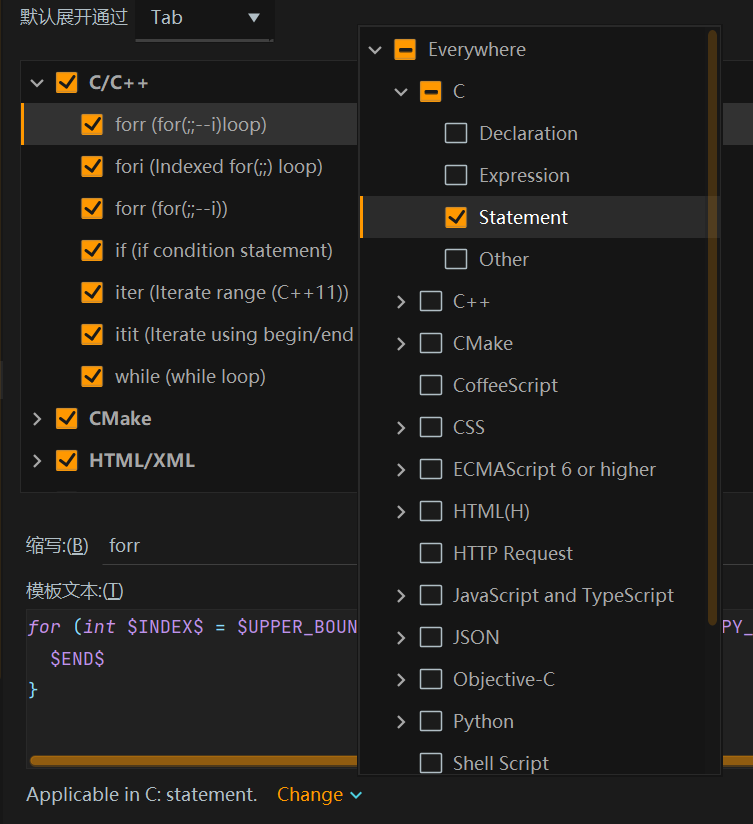 默认展开通过 Tab
C/C++
forr (for(;;--i)loop)
fori (Indexed for(;;) loop)
forr (for(;;--i))
if (if condition statement)
iter (Iterate range (C++11))
itit (Iterate using begin/end
while (while loop)
CMake
HTML/XML
Everywhere
C
Declaration
Expression
Statement
Other
C++
CMake
CoffeeScript
CSS
ECMAScript 6 or higher
HTML(H)
HTTP Request
JavaScript and TypeScript
JSON
Objective-C
Python
Shell Script
缩写:(B) forr
模板文本:(T)
for (int $INDEX$ = $UPPER_BOUN PY_
$END$
}
Applicable in C: statement. Change